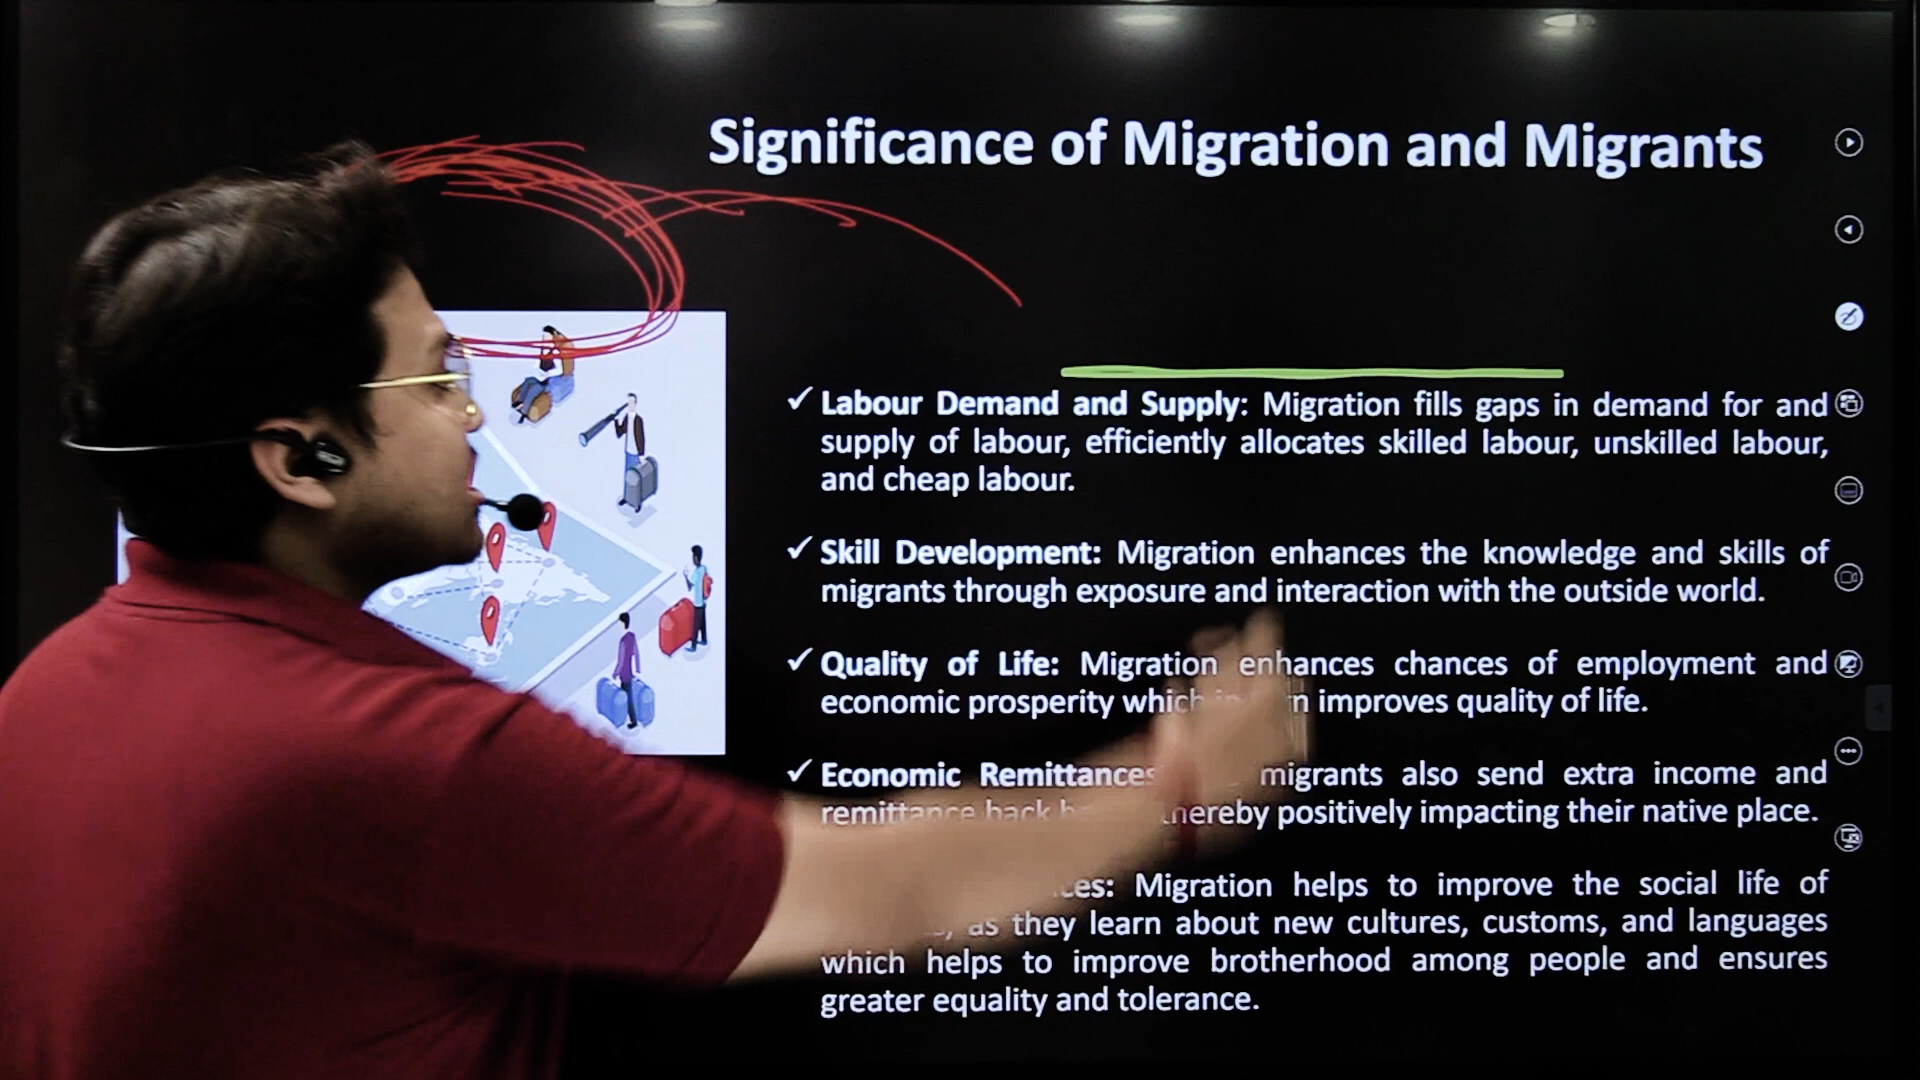 Significance of Migration and Migrants
✓ Labour Demand and Supply: Migration fills gaps in demand for and
supply of labour, efficiently allocates skilled labour, unskilled labour,
and cheap labour.
✓ Skill Development: Migration enhances the knowledge and skills of
migrants through exposure and interaction with the outside world.
✓ Quality of Life: Migration enhances chances of employment and
economic prosperity which improves quality of life.
✓ Economic Remittances migrants also send extra income and
remittance back thereby positively impacting their native place.
Migration helps to improve the social life of
as they learn about new cultures, customs, and languages
which helps to improve brotherhood among people and ensures
greater equality and tolerance.